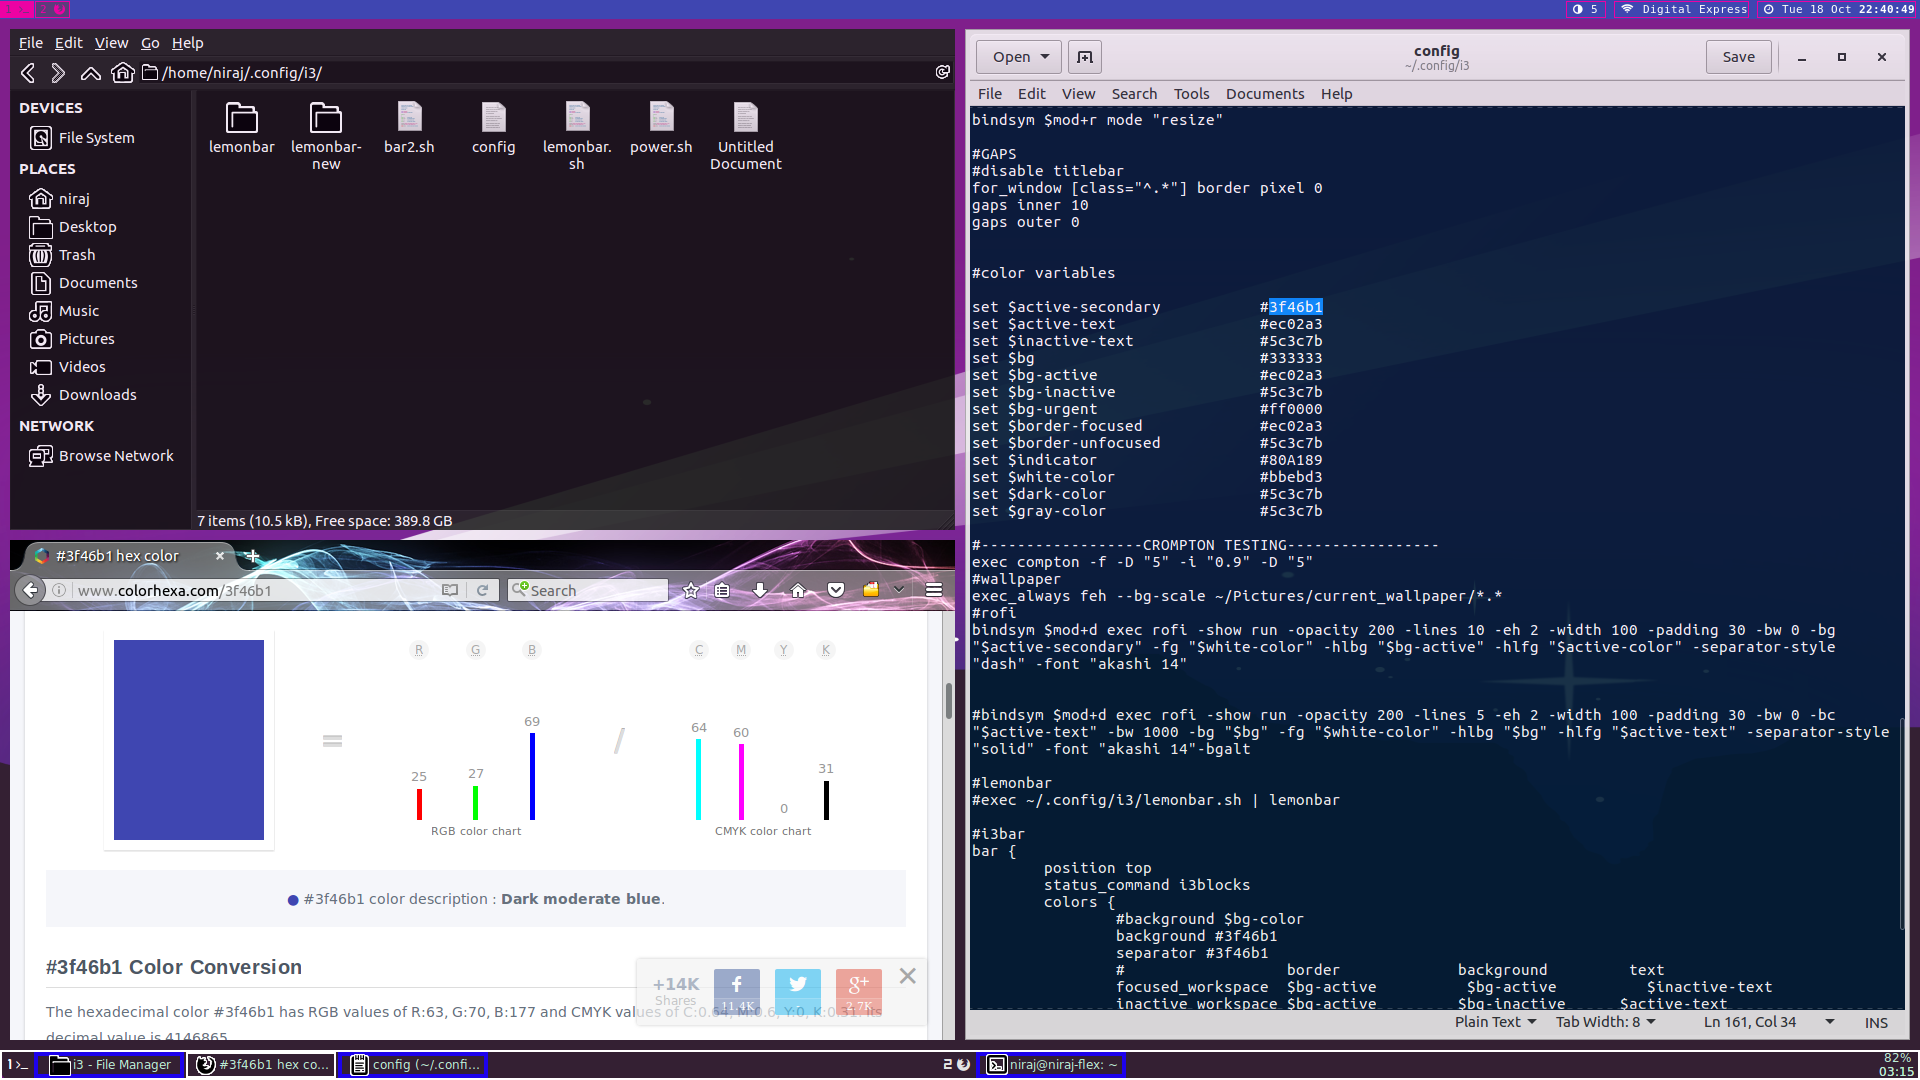 1 >_ 2
5 Digital Express Tue 18 Oct 22:40:49
File Edit View Go Help
/home/niraj/.config/i3/
DEVICES
File System
PLACES
niraj
Desktop
Trash
Documents
Music
Pictures
Videos
Downloads
NETWORK
Browse Network
lemonbar
lemonbar-
new
bar2.sh
config
lemonbar.
sh
power.sh
Untitled
Document
7 items (10.5 kB), Free space: 389.8 GB
#3f46b1 hex color
www.colorhexa.com/3f46b1
Search
R G B C M Y K
25 27 69 64 60 0 31
RGB color chart
CMYK color chart
#3f46b1 color description : Dark moderate blue.
#3f46b1 Color Conversion
The hexadecimal color #3f46b1 has RGB values of R:63, G:70, B:177 and CMYK values of C:0.64, M:0.6, Y:0, K:0.31. Its
decimal value is 4146865.
+14K
Shares
11.4K
g+
2.7K
Open
config
~/.config/i3
Save
File Edit View Search Tools Documents Help
bindsym $mod+r mode "resize"
#GAPS
#disable titlebar
for_window [class="^.*"] border pixel 0
gaps inner 10
gaps outer 0
#color variables
set $active-secondary #3f46b1
set $active-text #ec02a3
set $inactive-text #5c3c7b
set $bg #333333
set $bg-active #ec02a3
set $bg-inactive #5c3c7b
set $bg-urgent #ff0000
set $border-focused #ec02a3
set $border-unfocused #5c3c7b
set $indicator #80A189
set $white-color #bbebd3
set $dark-color #5c3c7b
set $gray-color #5c3c7b
#------------------CROMPTON TESTING-----------------
exec compton -f -D "5" -i "0.9" -D "5"
#wallpaper
exec_always feh --bg-scale ~/Pictures/current_wallpaper/*.*
#rofi
bindsym $mod+d exec rofi -show run -opacity 200 -lines 10 -eh 2 -width 100 -padding 30 -bw 0 -bg
"$active-secondary" -fg "$white-color" -hlbg "$bg-active" -hlfg "$active-color" -separator-style
"dash" -font "akashi 14"
#bindsym $mod+d exec rofi -show run -opacity 200 -lines 5 -eh 2 -width 100 -padding 30 -bw 0 -bc
"$active-text" -bw 1000 -bg "$bg" -fg "$white-color" -hlbg "$bg" -hlfg "$active-text" -separator-style
"solid" -font "akashi 14"-bgalt
#lemonbar
#exec ~/.config/i3/lemonbar.sh | lemonbar
#i3bar
bar {
position top
status_command i3blocks
colors {
#background $bg-color
background #3f46b1
separator #3f46b1
# border background text
focused_workspace $bg-active $bg-active $inactive-text
inactive_workspace $bg-active $bg-inactive $active-text
Plain Text Tab Width: 8 Ln 161, Col 34 INS
1 >_ i3 - File Manager #3f46b1 hex co... config (~/.confi... 2 niraj@niraj-flex: ~
82%
03:15